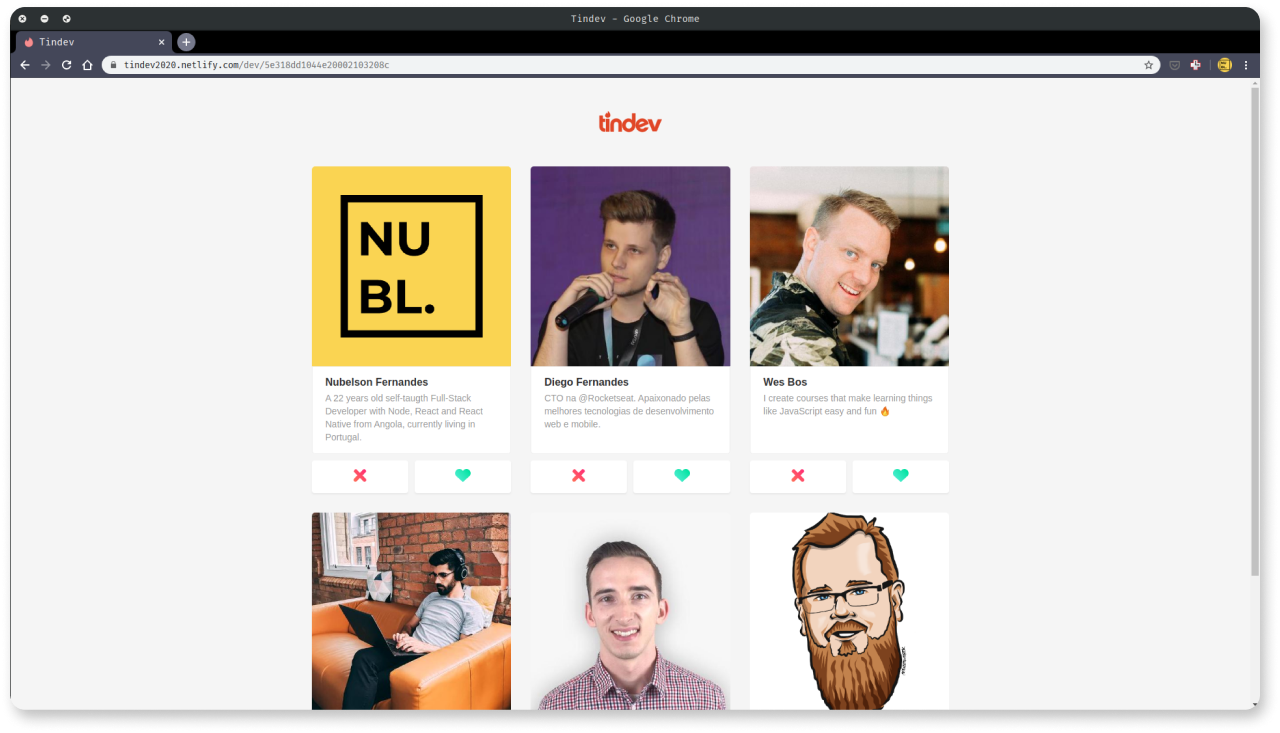 Tindev - Google Chrome
Tindev
tindev2020.netlify.com/dev/5e318dd1044e20002103208c
tindev
NU
BL.
Nubelson Fernandes
A 22 years old self-taugth Full-Stack
Developer with Node, React and React
Native from Angola, currently living in
Portugal.
Diego Fernandes
CTO na @Rocketseat. Apaixonado pelas
melhores tecnologias de desenvolvimento
web e mobile.
Wes Bos
I create courses that make learning things
like JavaScript easy and fun 🔥